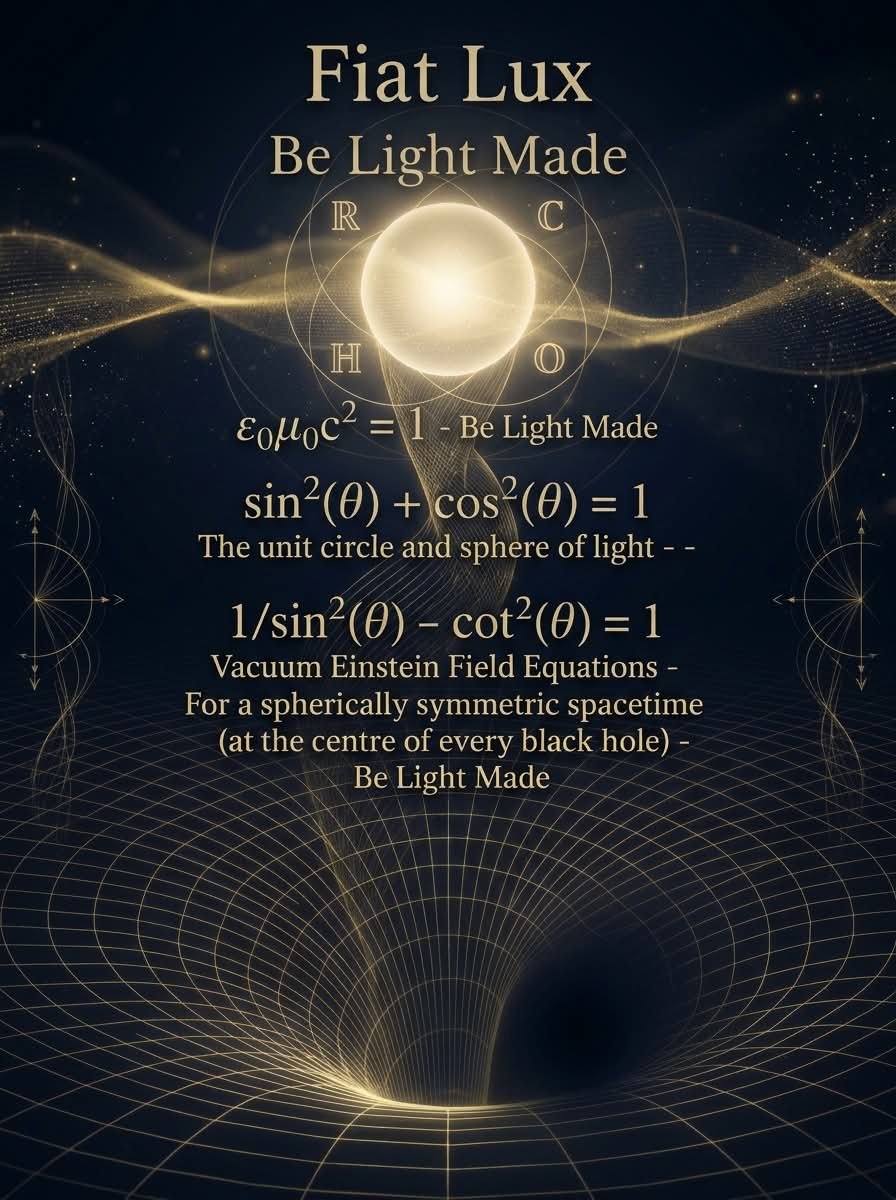 Fiat Lux
Be Light Made
ℝ ℂ
ℍ 𝕆
ε₀μ₀c² = 1 - Be Light Made
sin²(θ) + cos²(θ) = 1
The unit circle and sphere of light - -
1/sin²(θ) – cot²(θ) = 1
Vacuum Einstein Field Equations -
For a spherically symmetric spacetime
(at the centre of every black hole) -
Be Light Made